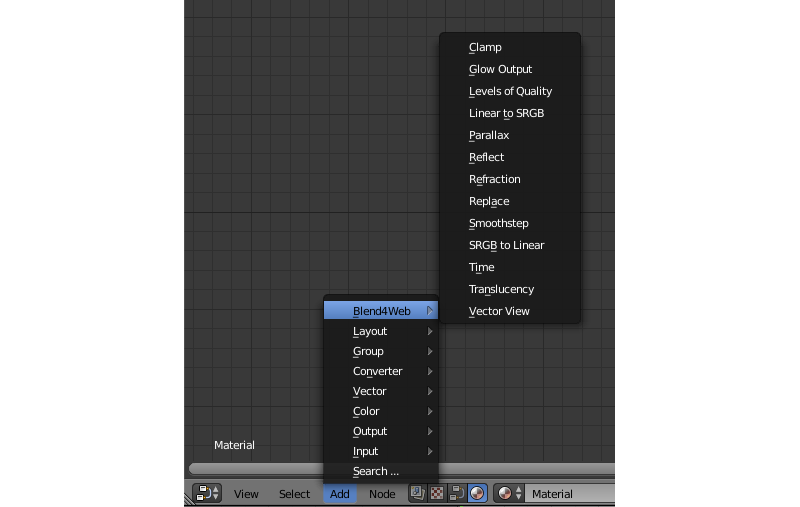 Clamp
Glow Output
Levels of Quality
Linear to SRGB
Parallax
Reflect
Refraction
Replace
Smoothstep
SRGB to Linear
Time
Translucency
Vector View
Blend4Web
Layout
Group
Converter
Vector
Color
Output
Input
Search ...
Material
View Select Add Node Material